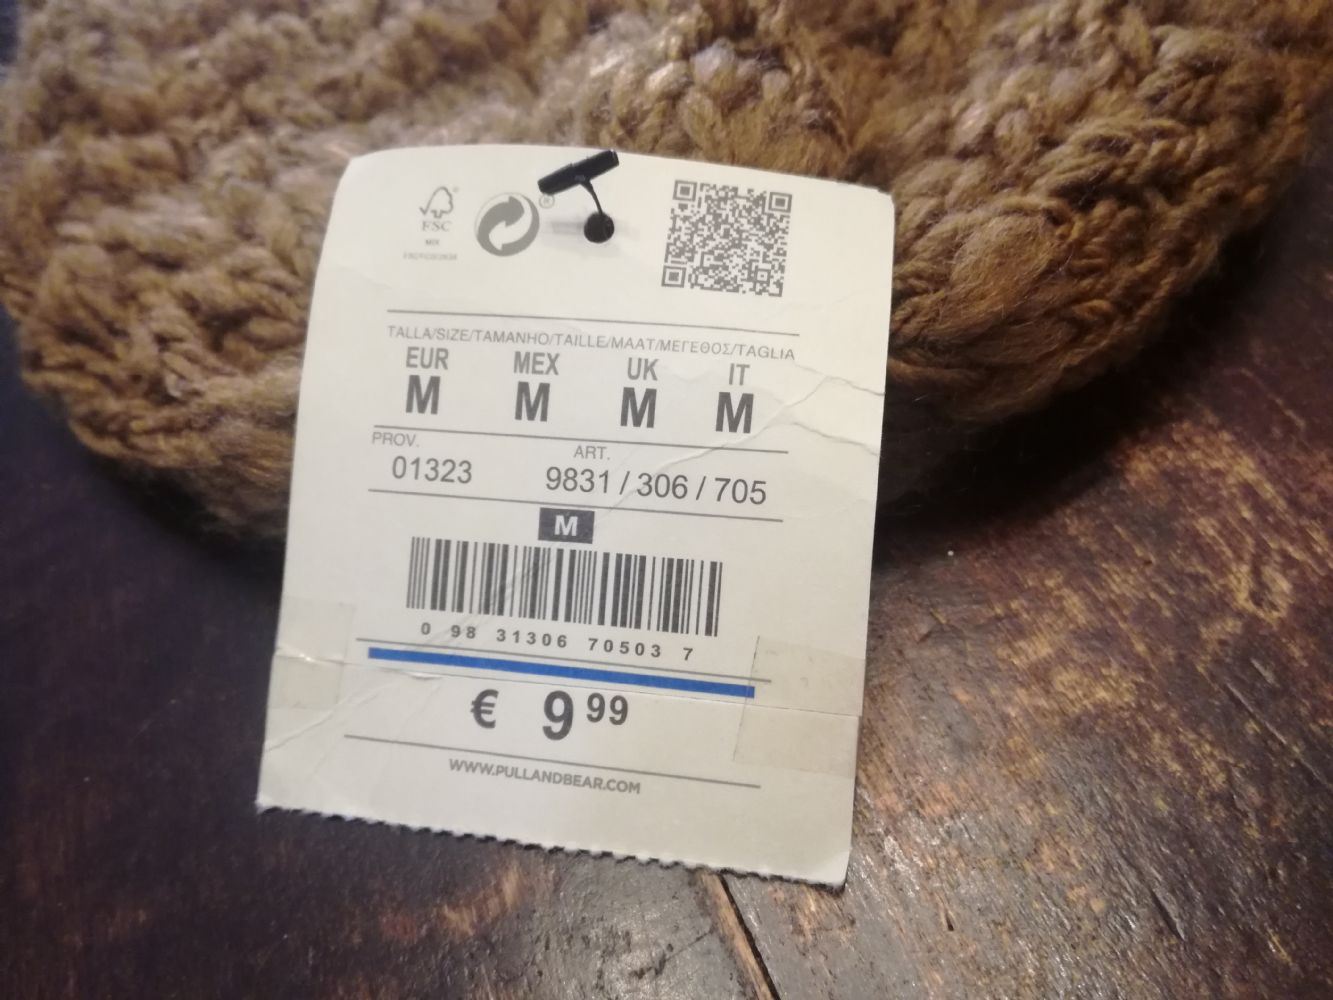 FSC
MIX
TALLA/SIZE/TAMANHO/TAILLE/MAAT/ΜΕΓΕΘΟΣ/TAGLIA
EUR MEX UK IT
M M M M
PROV. ART.
01323 9831 / 306 / 705
M
0 98 31306 70503 7
€ 9 99
WWW.PULLANDBEAR.COM